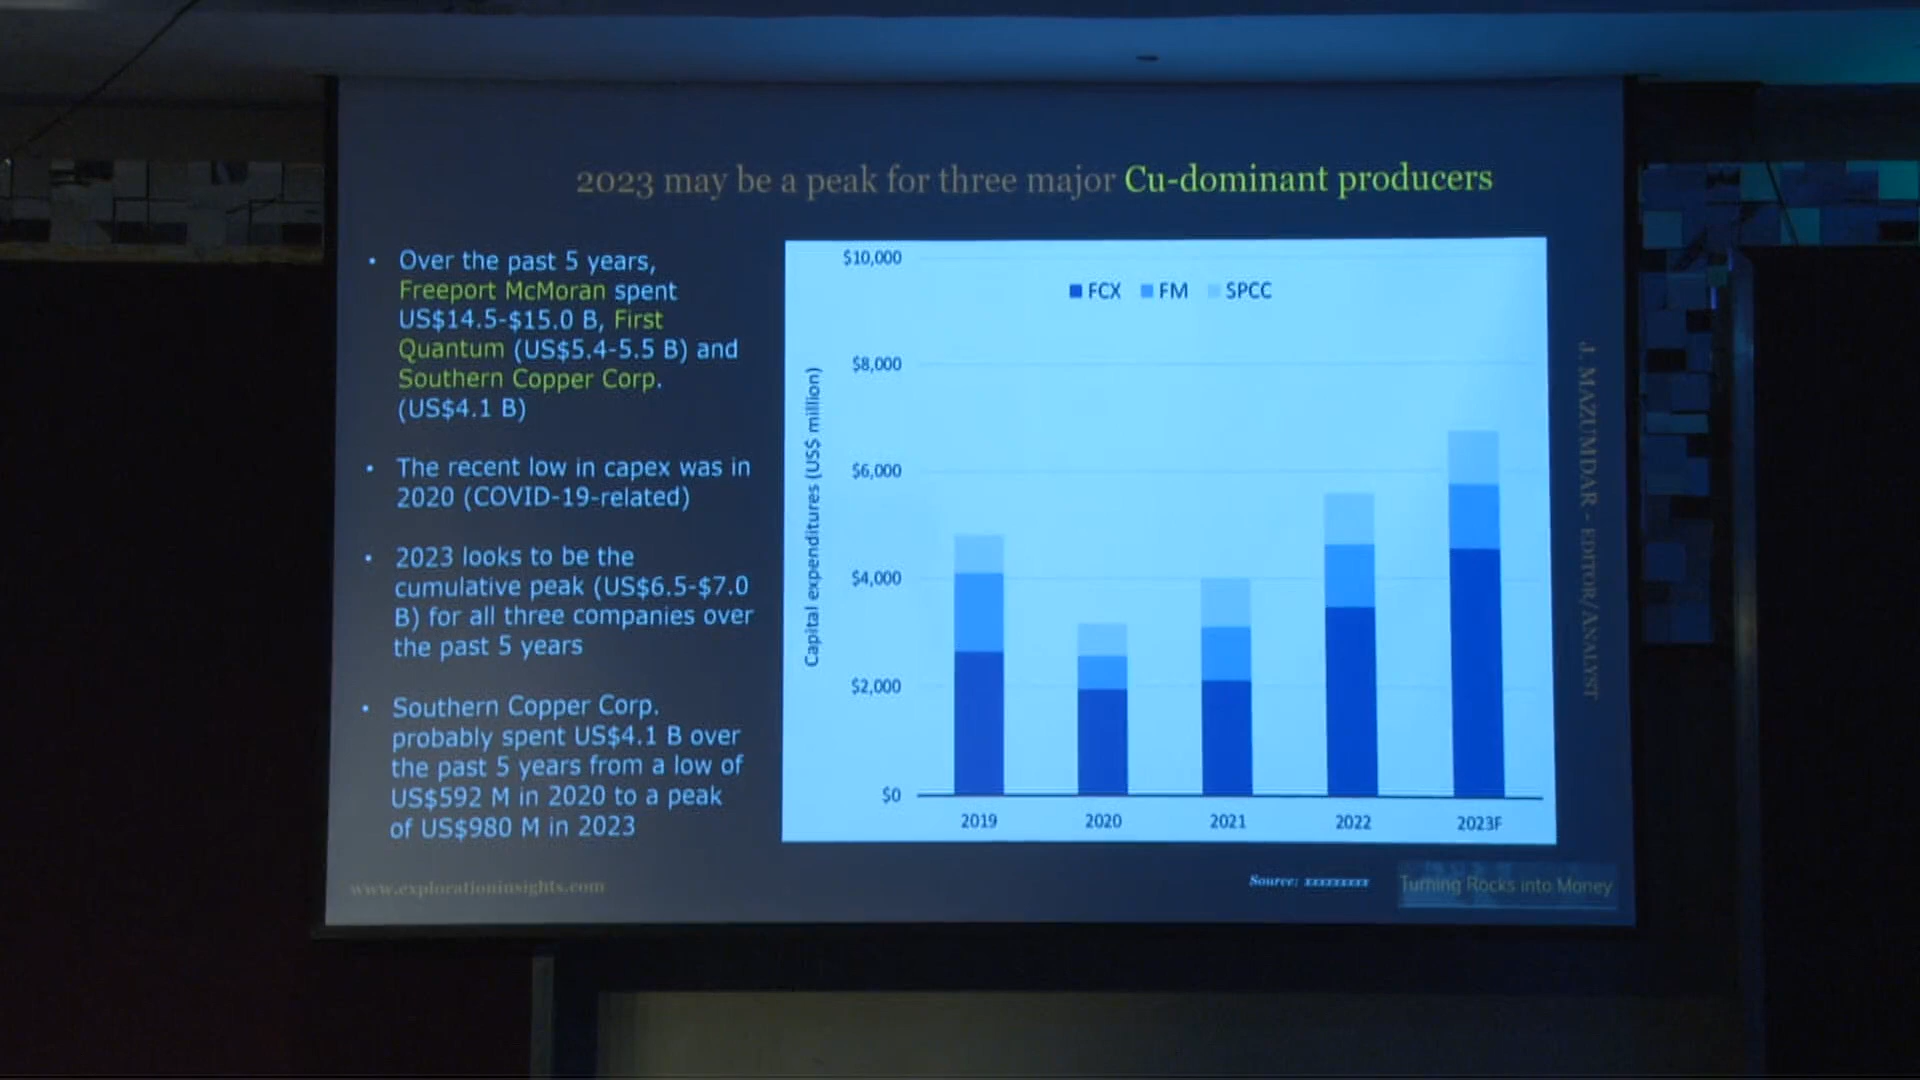 2023 may be a peak for three major Cu-dominant producers
• Over the past 5 years,
Freeport McMoran spent
US$14.5-$15.0 B, First
Quantum (US$5.4-5.5 B) and
Southern Copper Corp.
(US$4.1 B)
• The recent low in capex was in
2020 (COVID-19-related)
• 2023 looks to be the
cumulative peak (US$6.5-$7.0
B) for all three companies over
the past 5 years
• Southern Copper Corp.
probably spent US$4.1 B over
the past 5 years from a low of
US$592 M in 2020 to a peak
of US$980 M in 2023
Capital expenditures (US$ million)
$10,000
$8,000
$6,000
$4,000
$2,000
$0
FCX FM SPCC
2019 2020 2021 2022 2023F
J. MAZUMDAR - EDITOR/ANALYST
www.explorationinsights.com
Source: xxxxxxxxx
Turning Rocks into Money